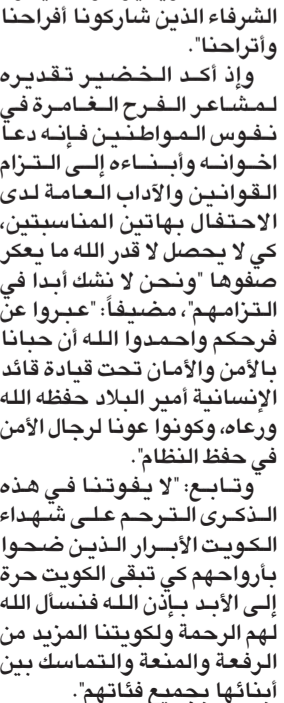 الشرفاء الذين شاركونا أفراحنا
وأتراحنا".
وإذ أكد الخضير تقديره
لمشاعر الفرح الغامرة في
نفوس المواطنين فإنه دعا
اخوانه وأبناءه إلى التزام
القوانين والآداب العامة لدى
الاحتفال بهاتين المناسبتين،
كي لا يحصل لا قدر الله ما يعكر
صفوها "ونحن لا نشك أبدا في
التزامهم"، مضيفاً: "عبروا عن
فرحكم واحمدوا الله أن حبانا
بالأمن والأمان تحت قيادة قائد
الإنسانية أمير البلاد حفظه الله
ورعاه، وكونوا عونا لرجال الأمن
في حفظ النظام".
وتابع: "لا يفوتنا في هذه
الذكرى الترحم على شهداء
الكويت الأبرار الذين ضحوا
بأرواحهم كي تبقى الكويت حرة
إلى الأبد بإذن الله فنسأل الله
لهم الرحمة ولكويتنا المزيد من
الرفعة والمنعة والتماسك بين
أبنائها بجميع فئاتهم".